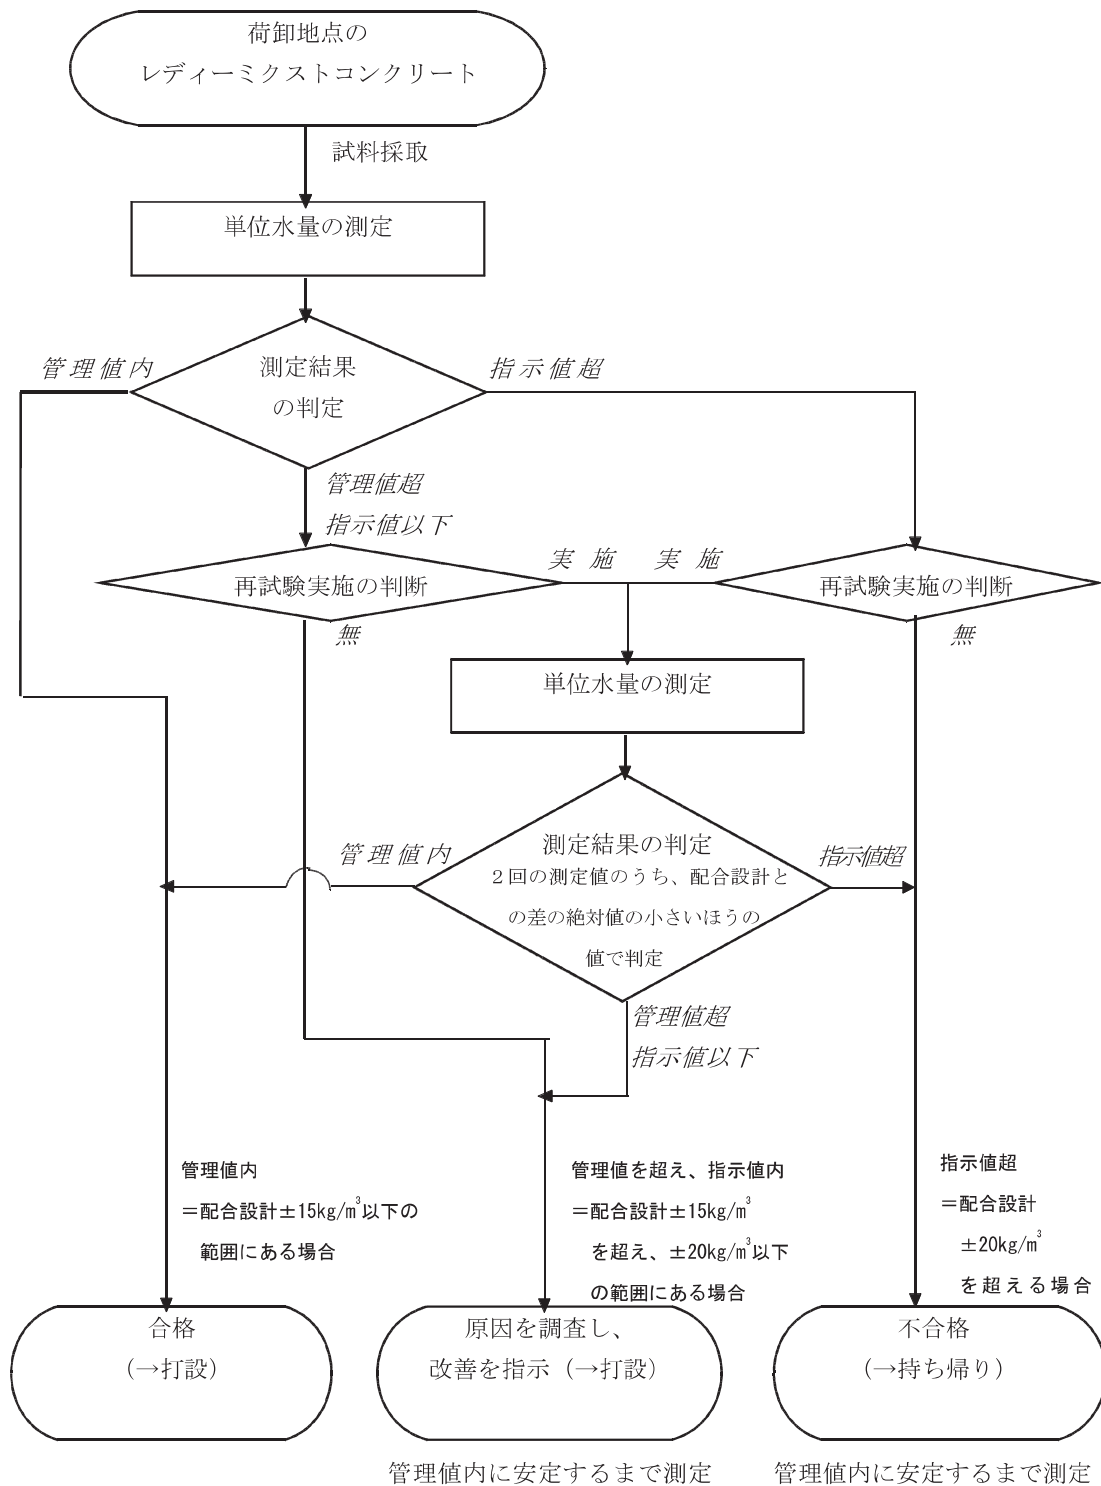 荷卸地点の
レディーミクストコンクリート
試料採取
単位水量の測定
管理値内
測定結果
の判定
指示値超
管理値超
指示値以下
再試験実施の判断
実施
実施
再試験実施の判断
無
無
単位水量の測定
管理値内
測定結果の判定
２回の測定値のうち、配合設計と
の差の絶対値の小さいほうの
値で判定
指示値超
管理値超
指示値以下
管理値内
＝配合設計±15kg/m³以下の
範囲にある場合
管理値を超え、指示値内
＝配合設計±15kg/m³
を超え、±20kg/m³以下
の範囲にある場合
指示値超
＝配合設計
±20kg/m³
を超える場合
合格
（→打設）
原因を調査し、
改善を指示（→打設）
不合格
（→持ち帰り）
管理値内に安定するまで測定
管理値内に安定するまで測定